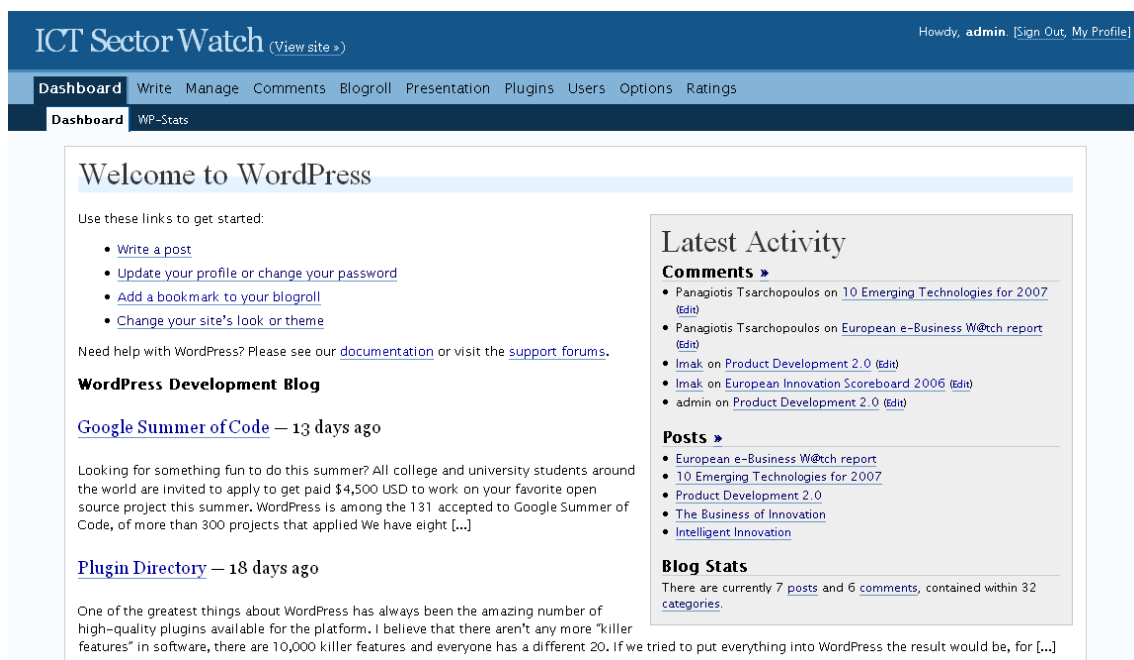 ICT Sector Watch (View site »)
Howdy, admin. [Sign Out, My Profile]
Dashboard Write Manage Comments Blogroll Presentation Plugins Users Options Ratings
Dashboard WP-Stats
Welcome to WordPress
Use these links to get started:
• Write a post
• Update your profile or change your password
• Add a bookmark to your blogroll
• Change your site's look or theme
Need help with WordPress? Please see our documentation or visit the support forums.
WordPress Development Blog
Google Summer of Code — 13 days ago
Looking for something fun to do this summer? All college and university students around
the world are invited to apply to get paid $4,500 USD to work on your favorite open
source project this summer. WordPress is among the 131 accepted to Google Summer of
Code, of more than 300 projects that applied We have eight [...]
Plugin Directory — 18 days ago
One of the greatest things about WordPress has always been the amazing number of
high-quality plugins available for the platform. I believe that there aren't any more "killer
features" in software, there are 10,000 killer features and everyone has a different 20. If we tried to put everything into WordPress the result would be, for [...]
Latest Activity
Comments »
• Panagiotis Tsarchopoulos on 10 Emerging Technologies for 2007
(Edit)
• Panagiotis Tsarchopoulos on European e-Business W@tch report
(Edit)
• Imak on Product Development 2.0 (Edit)
• Imak on European Innovation Scoreboard 2006 (Edit)
• admin on Product Development 2.0 (Edit)
Posts »
• European e-Business W@tch report
• 10 Emerging Technologies for 2007
• Product Development 2.0
• The Business of Innovation
• Intelligent Innovation
Blog Stats
There are currently 7 posts and 6 comments, contained within 32
categories.